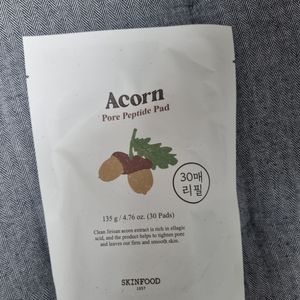 Acorn
Pore Peptide Pad
30매
리필
135 g / 4.76 oz. (30 Pads)
Clean Jirisan acorn extract is rich in ellagic
acid, and the product helps to tighten pore
and leaves out firm and smooth skin.
SKINFOOD
1957